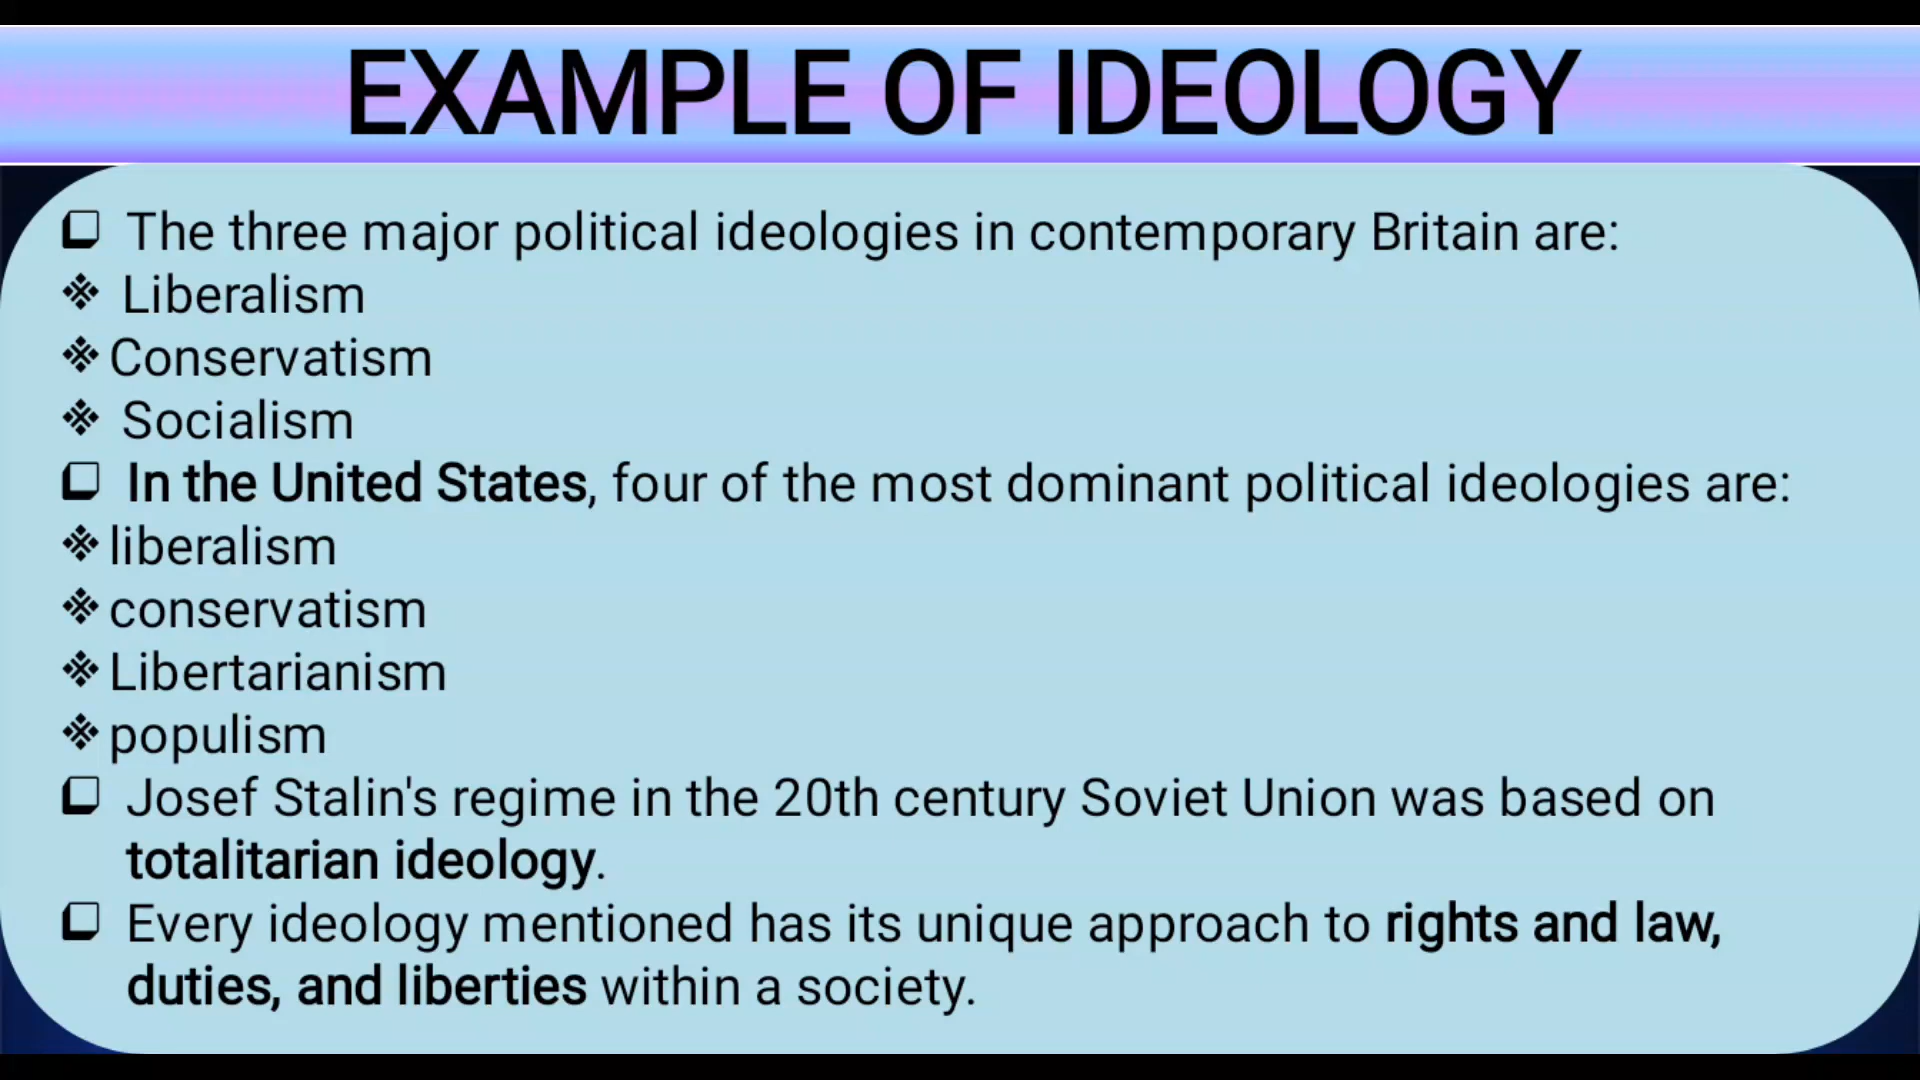 EXAMPLE OF IDEOLOGY
❑ The three major political ideologies in contemporary Britain are:
❖ Liberalism
❖ Conservatism
❖ Socialism
❑ In the United States, four of the most dominant political ideologies are:
❖ liberalism
❖ conservatism
❖ Libertarianism
❖ populism
❑ Josef Stalin's regime in the 20th century Soviet Union was based on
totalitarian ideology.
❑ Every ideology mentioned has its unique approach to rights and law,
duties, and liberties within a society.